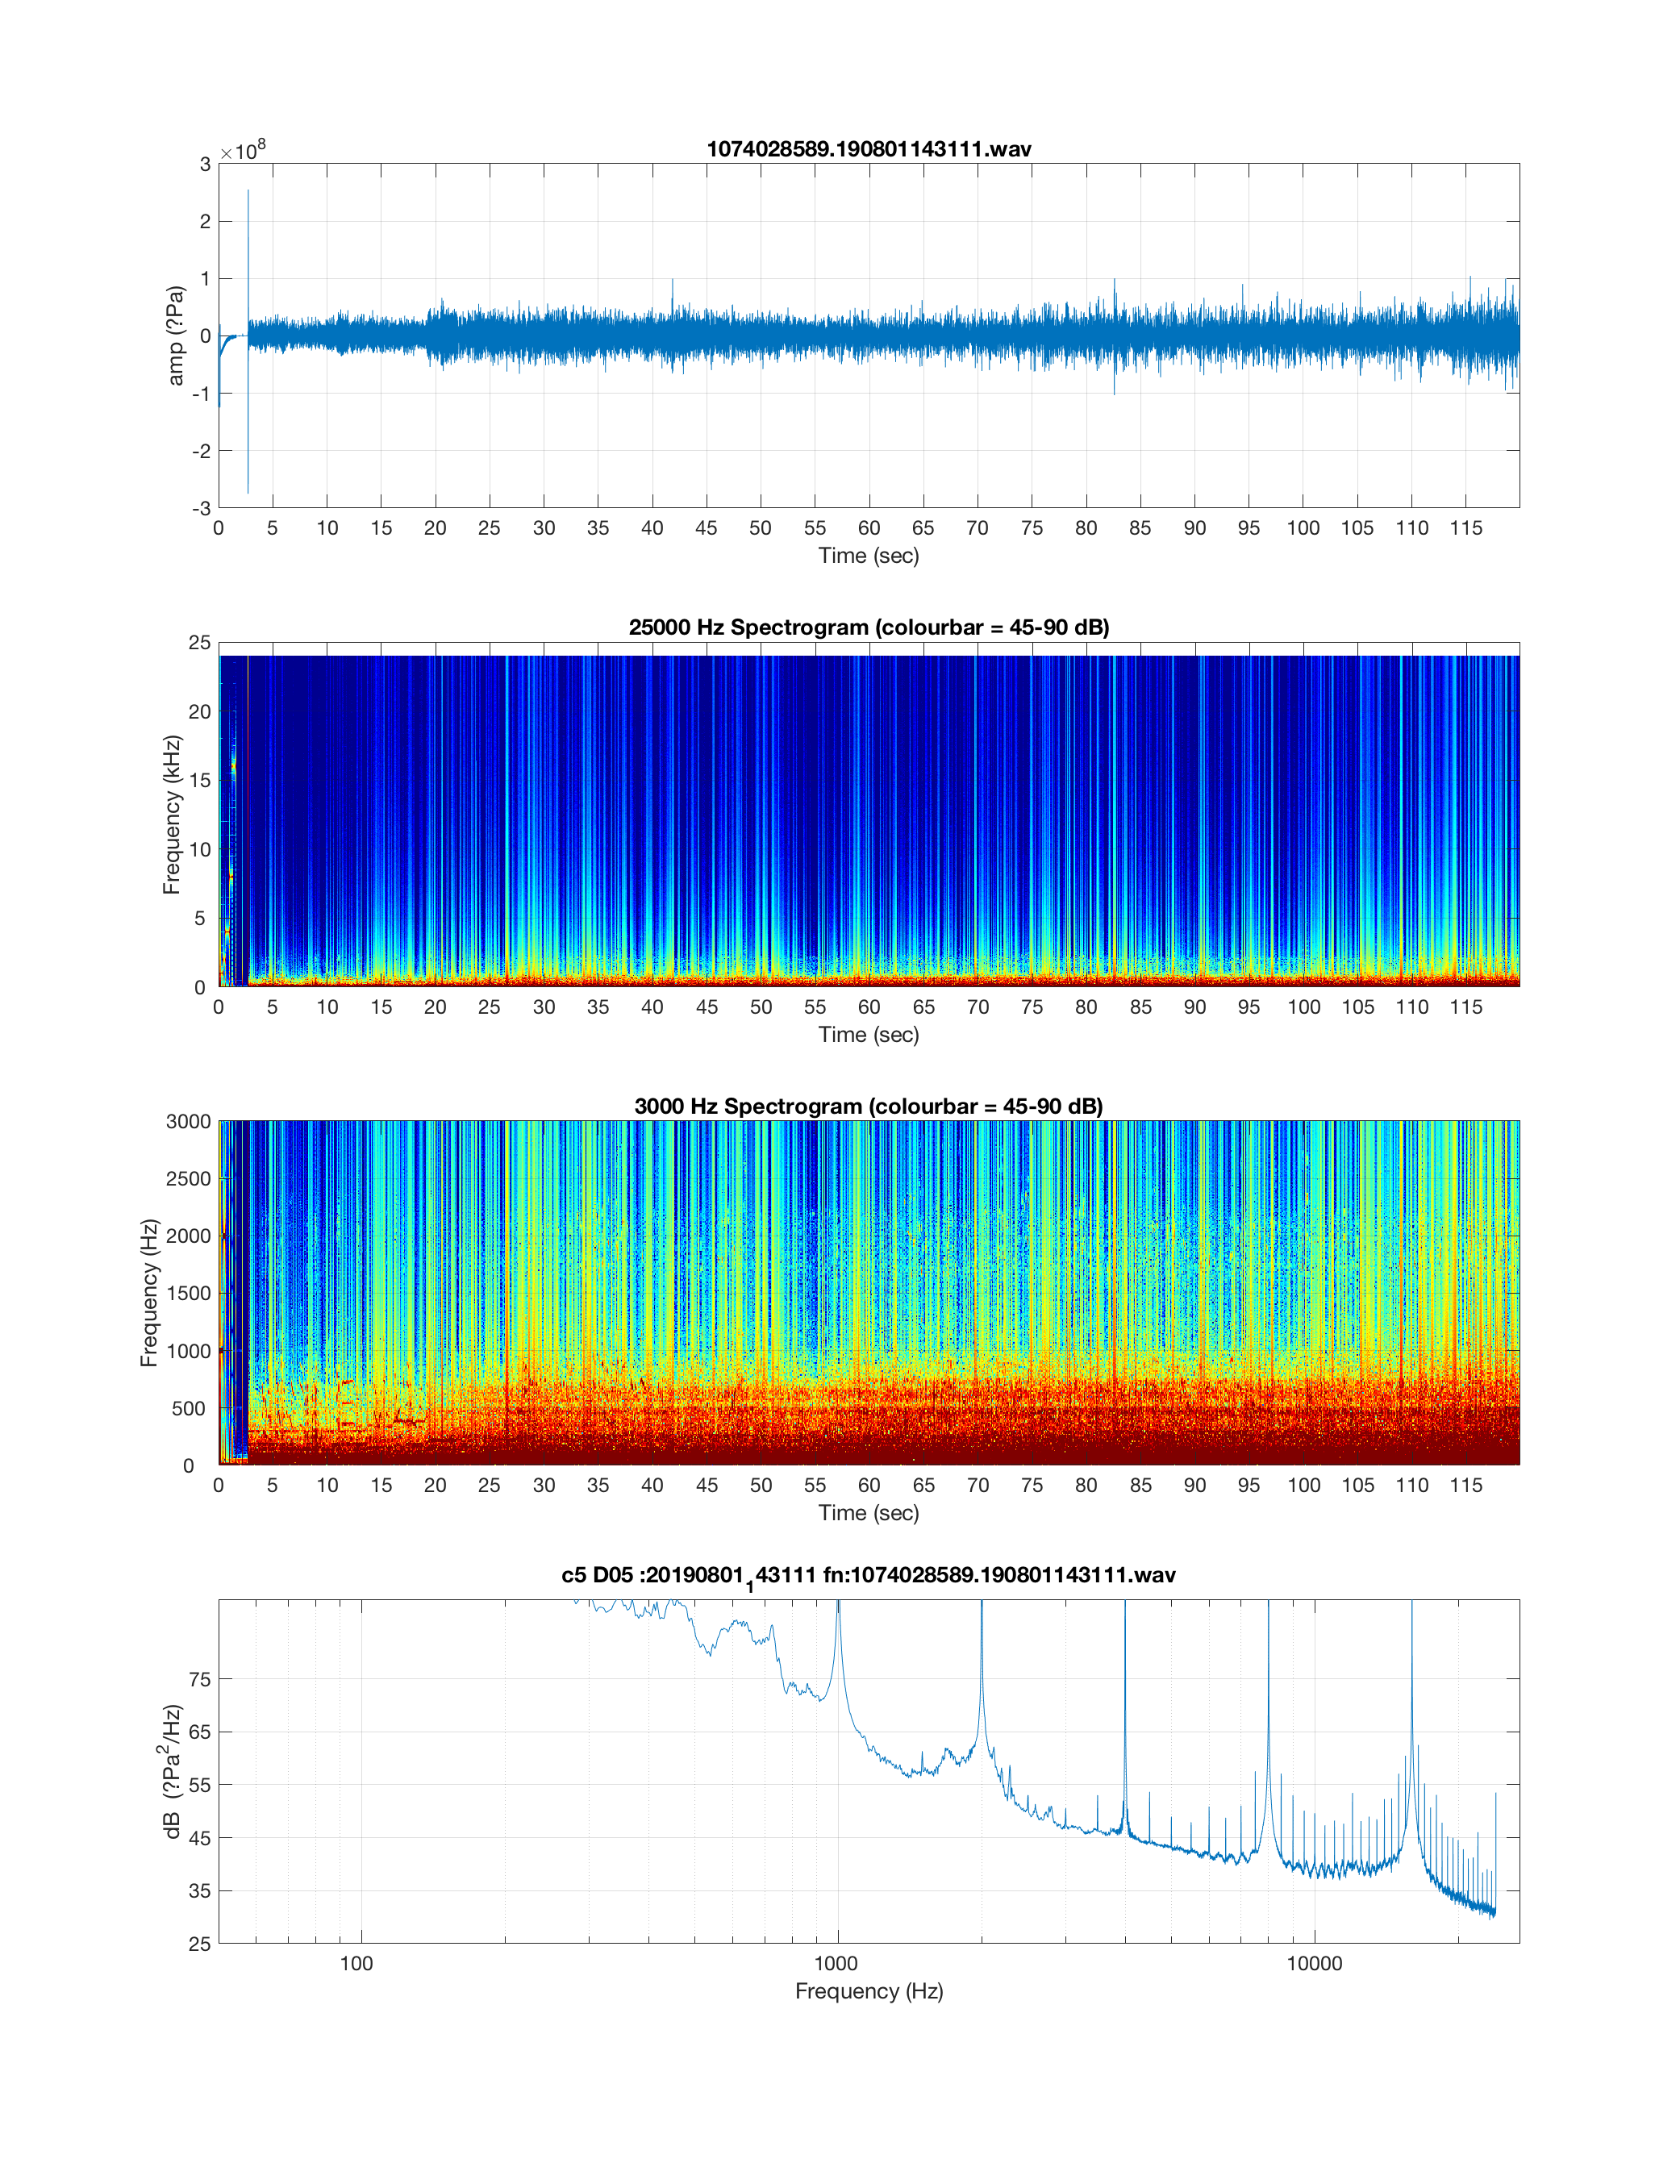 1074028589.190801143111.wav
×10⁸
3
2
1
0
-1
-2
-3
amp (?Pa)
0 5 10 15 20 25 30 35 40 45 50 55 60 65 70 75 80 85 90 95 100 105 110 115
Time (sec)
25000 Hz Spectrogram (colourbar = 45-90 dB)
25
20
15
10
5
0
Frequency (kHz)
0 5 10 15 20 25 30 35 40 45 50 55 60 65 70 75 80 85 90 95 100 105 110 115
Time (sec)
3000 Hz Spectrogram (colourbar = 45-90 dB)
3000
2500
2000
1500
1000
500
0
Frequency (Hz)
0 5 10 15 20 25 30 35 40 45 50 55 60 65 70 75 80 85 90 95 100 105 110 115
Time (sec)
c5 D05 :20190801₁43111 fn:1074028589.190801143111.wav
75
65
55
45
35
25
dB (?Pa²/Hz)
100 1000 10000
Frequency (Hz)